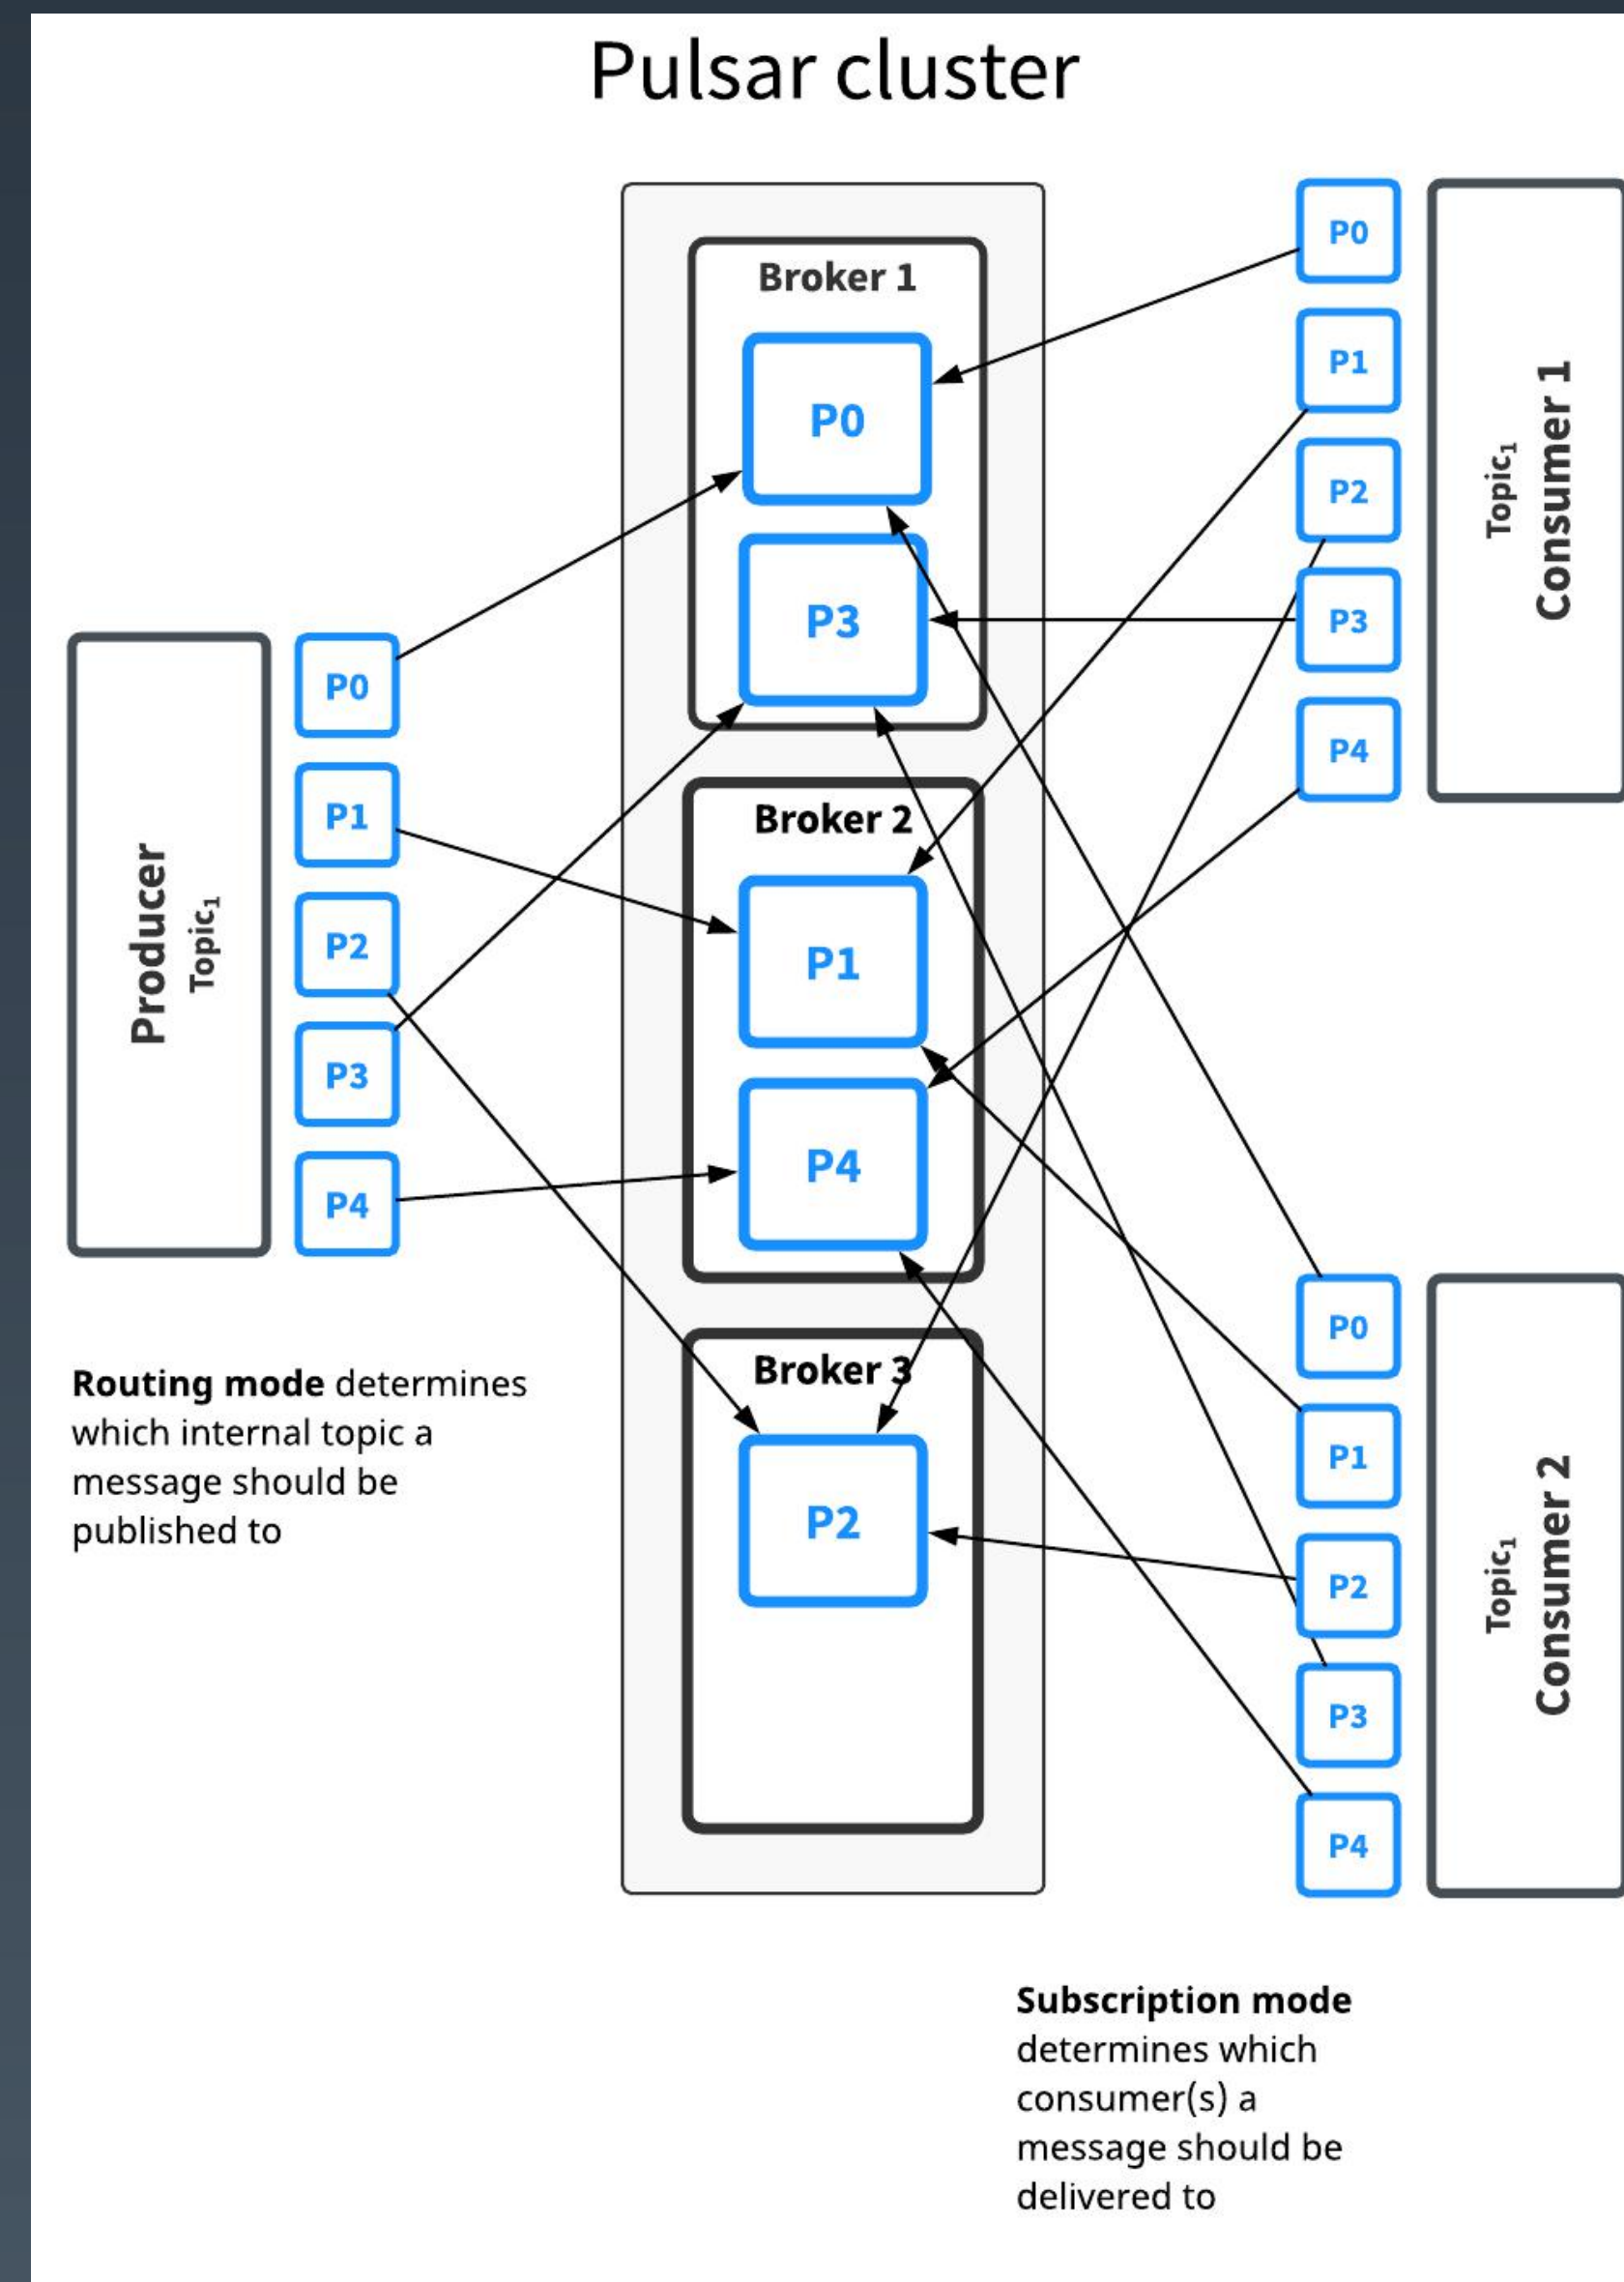 Pulsar cluster
Producer
Topic₁
P0
P1
P2
P3
P4
Broker 1
P0
P3
Broker 2
P1
P4
Broker 3
P2
P0
P1
P2
P3
P4
Topic₁
Consumer 1
P0
P1
P2
P3
P4
Topic₁
Consumer 2
Routing mode determines
which internal topic a
message should be
published to
Subscription mode
determines which
consumer(s) a
message should be
delivered to